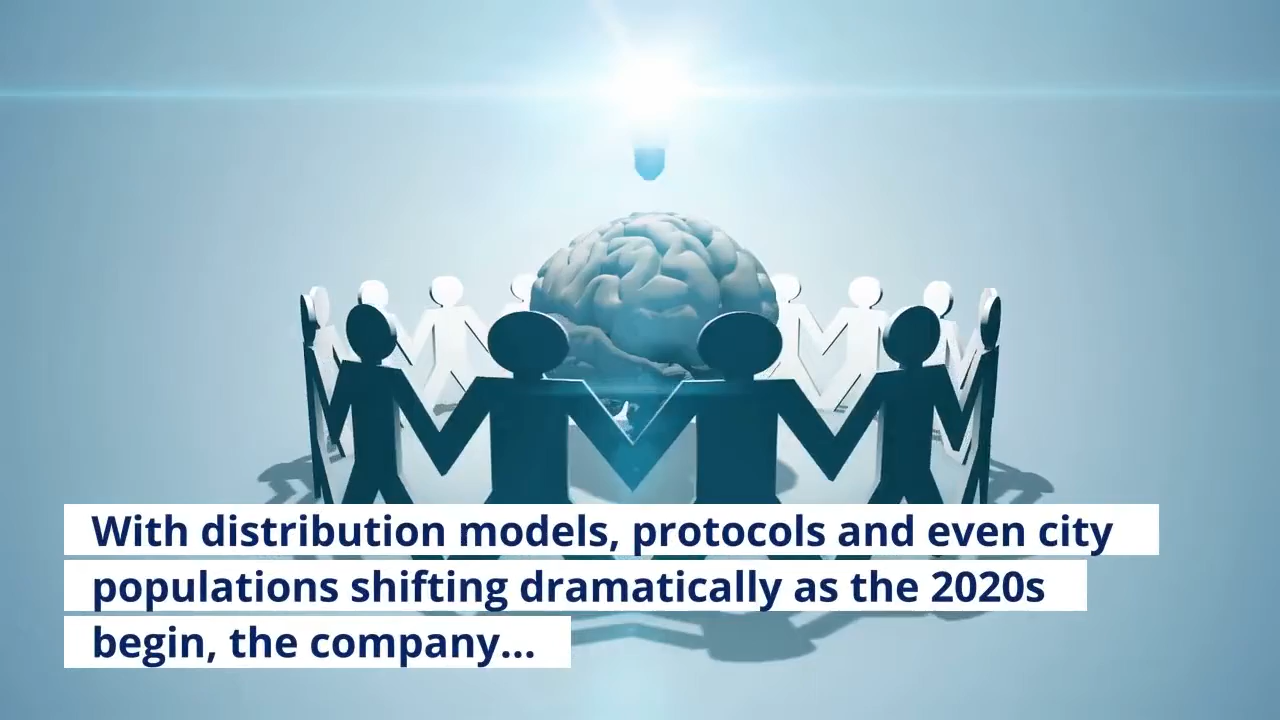 With distribution models, protocols and even city
populations shifting dramatically as the 2020s
begin, the company...